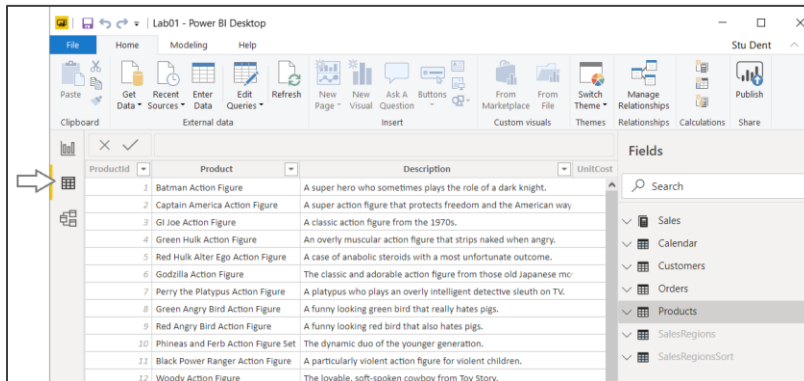 Lab01 - Power BI Desktop
File Home Modeling Help Stu Dent
Paste Get Data Recent Sources Enter Data Edit Queries Refresh New Page New Visual Ask A Question Buttons From Marketplace From File Switch Theme Manage Relationships Publish
Clipboard External data Insert Custom visuals Themes Relationships Calculations Share
Fields
ProductId Product Description UnitCost
Search
1 Batman Action Figure A super hero who sometimes plays the role of a dark knight.
2 Captain America Action Figure A super action figure that protects freedom and the American way
3 GI Joe Action Figure A classic action figure from the 1970s.
4 Green Hulk Action Figure An overly muscular action figure that strips naked when angry.
5 Red Hulk Alter Ego Action Figure A case of anabolic steroids with a most unfortunate outcome.
6 Godzilla Action Figure The classic and adorable action figure from those old Japanese mo
7 Perry the Platypus Action Figure A platypus who plays an overly intelligent detective sleuth on TV.
8 Green Angry Bird Action Figure A funny looking green bird that really hates pigs.
9 Red Angry Bird Action Figure A funny looking red bird that also hates pigs.
10 Phineas and Ferb Action Figure Set The dynamic duo of the younger generation.
11 Black Power Ranger Action Figure A particularly violent action figure for violent children.
12 Woody Action Figure The lovable, soft-spoken cowboy from Toy Story.
Sales
Calendar
Customers
Orders
Products
SalesRegions
SalesRegionsSort